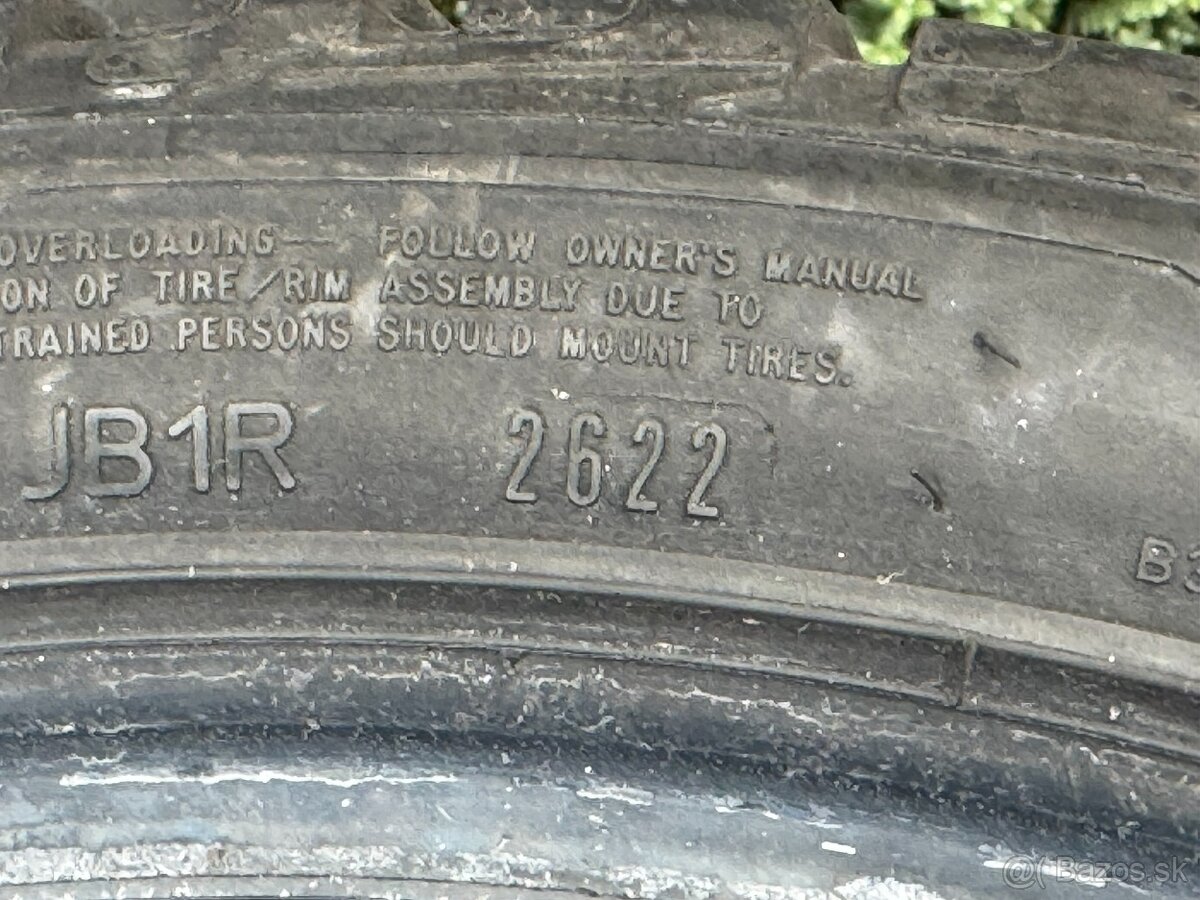 OVERLOADING— FOLLOW OWNER'S MANUAL
ON OF TIRE/RIM ASSEMBLY DUE TO
TRAINED PERSONS SHOULD MOUNT TIRES.
JB1R 2622
B3
@( Bazos.sk